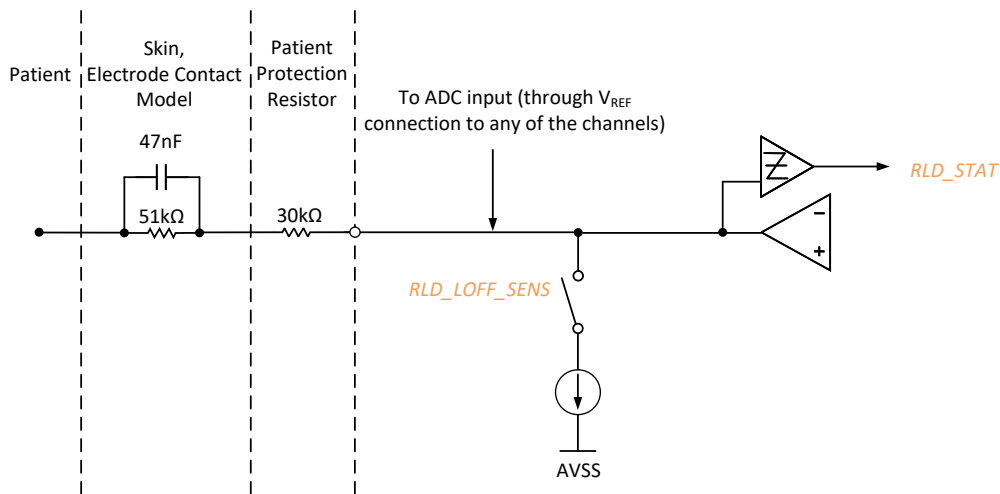 Patient
Skin,
Electrode Contact
Model
Patient
Protection
Resistor
To ADC input (through VREF
connection to any of the channels)
47nF
51kΩ
30kΩ
RLD_STAT
-
+
RLD_LOFF_SENS
AVSS